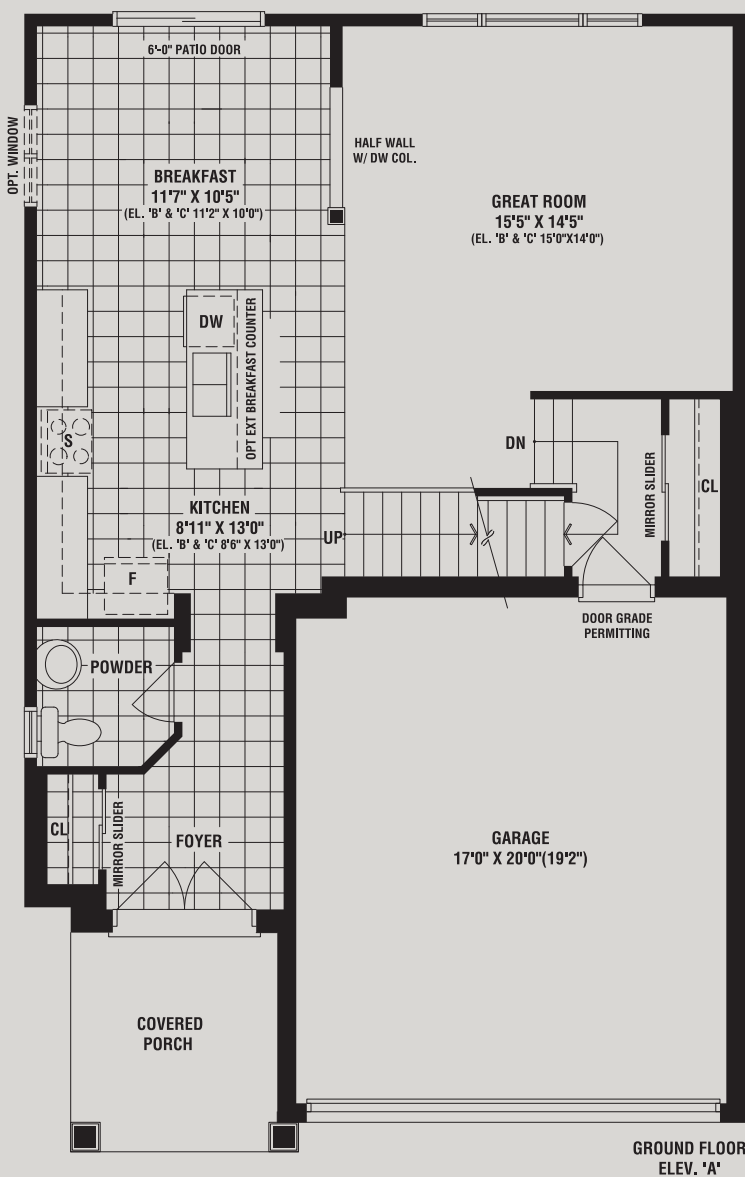 6'-0" PATIO DOOR
OPT. WINDOW
BREAKFAST
11'7" X 10'5"
(EL. 'B' & 'C' 11'2" X 10'0")
HALF WALL
W/ DW COL.
GREAT ROOM
15'5" X 14'5"
(EL. 'B' & 'C' 15'0"X14'0")
DW
OPT EXT BREAKFAST COUNTER
S
DN
MIRROR SLIDER
CL
KITCHEN
8'11" X 13'0"
(EL. 'B' & 'C' 8'6" X 13'0")
UP
F
DOOR GRADE
PERMITTING
POWDER
CL
MIRROR SLIDER
FOYER
GARAGE
17'0" X 20'0"(19'2")
COVERED
PORCH
GROUND FLOOR
ELEV. 'A'